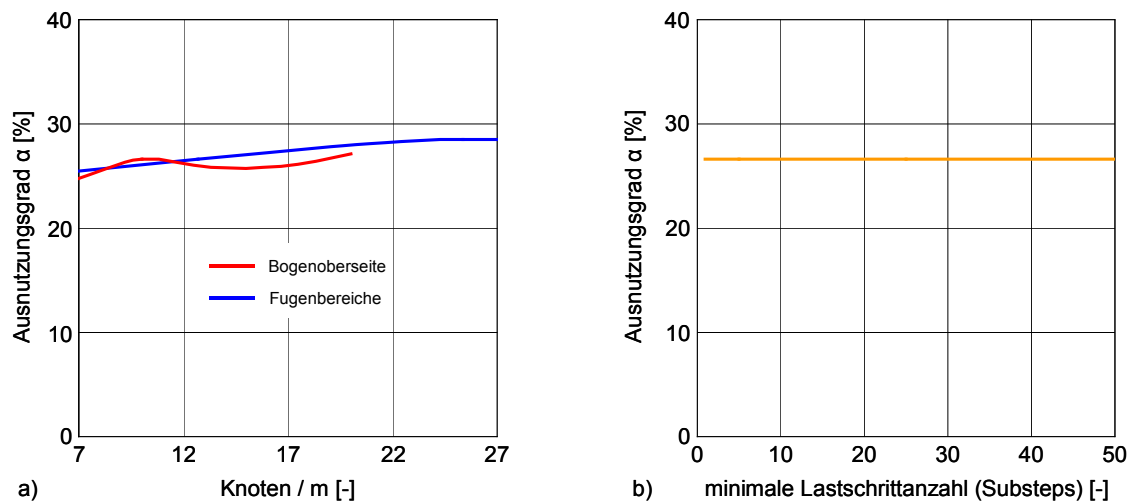 40
30
20
10
0
Ausnutzungsgrad α [%]
Bogenoberseite
Fugenbereiche
7 12 17 22 27
a) Knoten / m [-]
40
30
20
10
0
Ausnutzungsgrad α [%]
0 10 20 30 40 50
b) minimale Lastschrittanzahl (Substeps) [-]